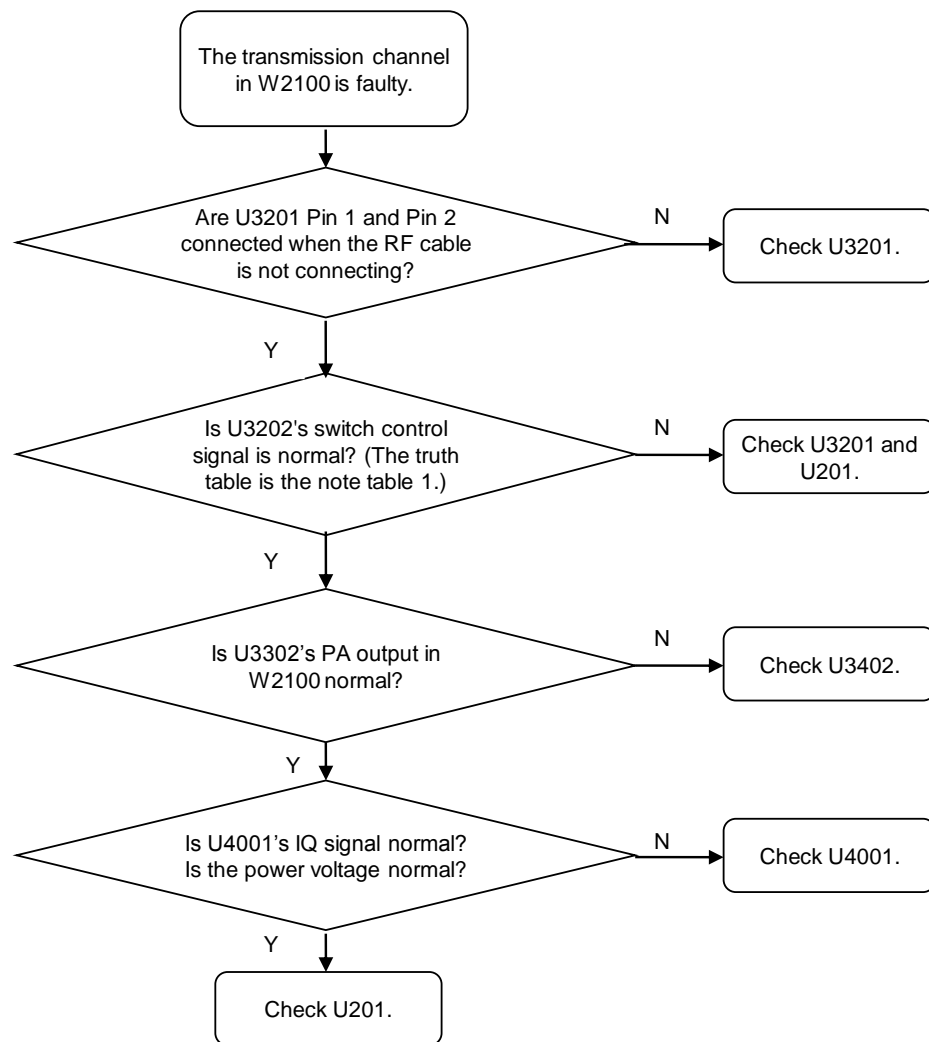 The transmission channel
in W2100 is faulty.
Are U3201 Pin 1 and Pin 2
connected when the RF cable
is not connecting?
N
Check U3201.
Y
Is U3202's switch control
signal is normal? (The truth
table is the note table 1.)
N
Check U3201 and
U201.
Y
Is U3302’s PA output in
W2100 normal?
N
Check U3402.
Y
Is U4001’s IQ signal normal?
Is the power voltage normal?
N
Check U4001.
Y
Check U201.